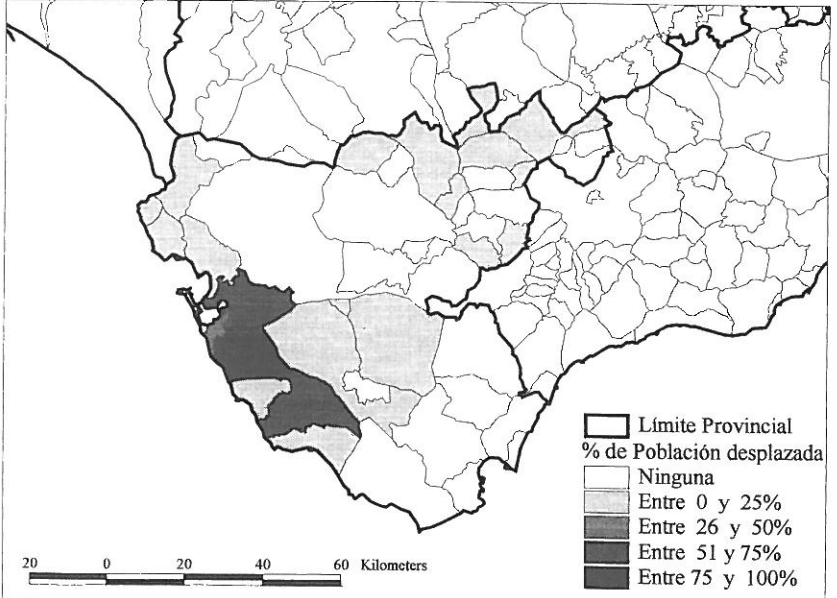 Límite Provincial
% de Población desplazada
Ninguna
Entre 0 y 25%
Entre 26 y 50%
Entre 51 y 75%
Entre 75 y 100%
20 0 20 40 60 Kilometers